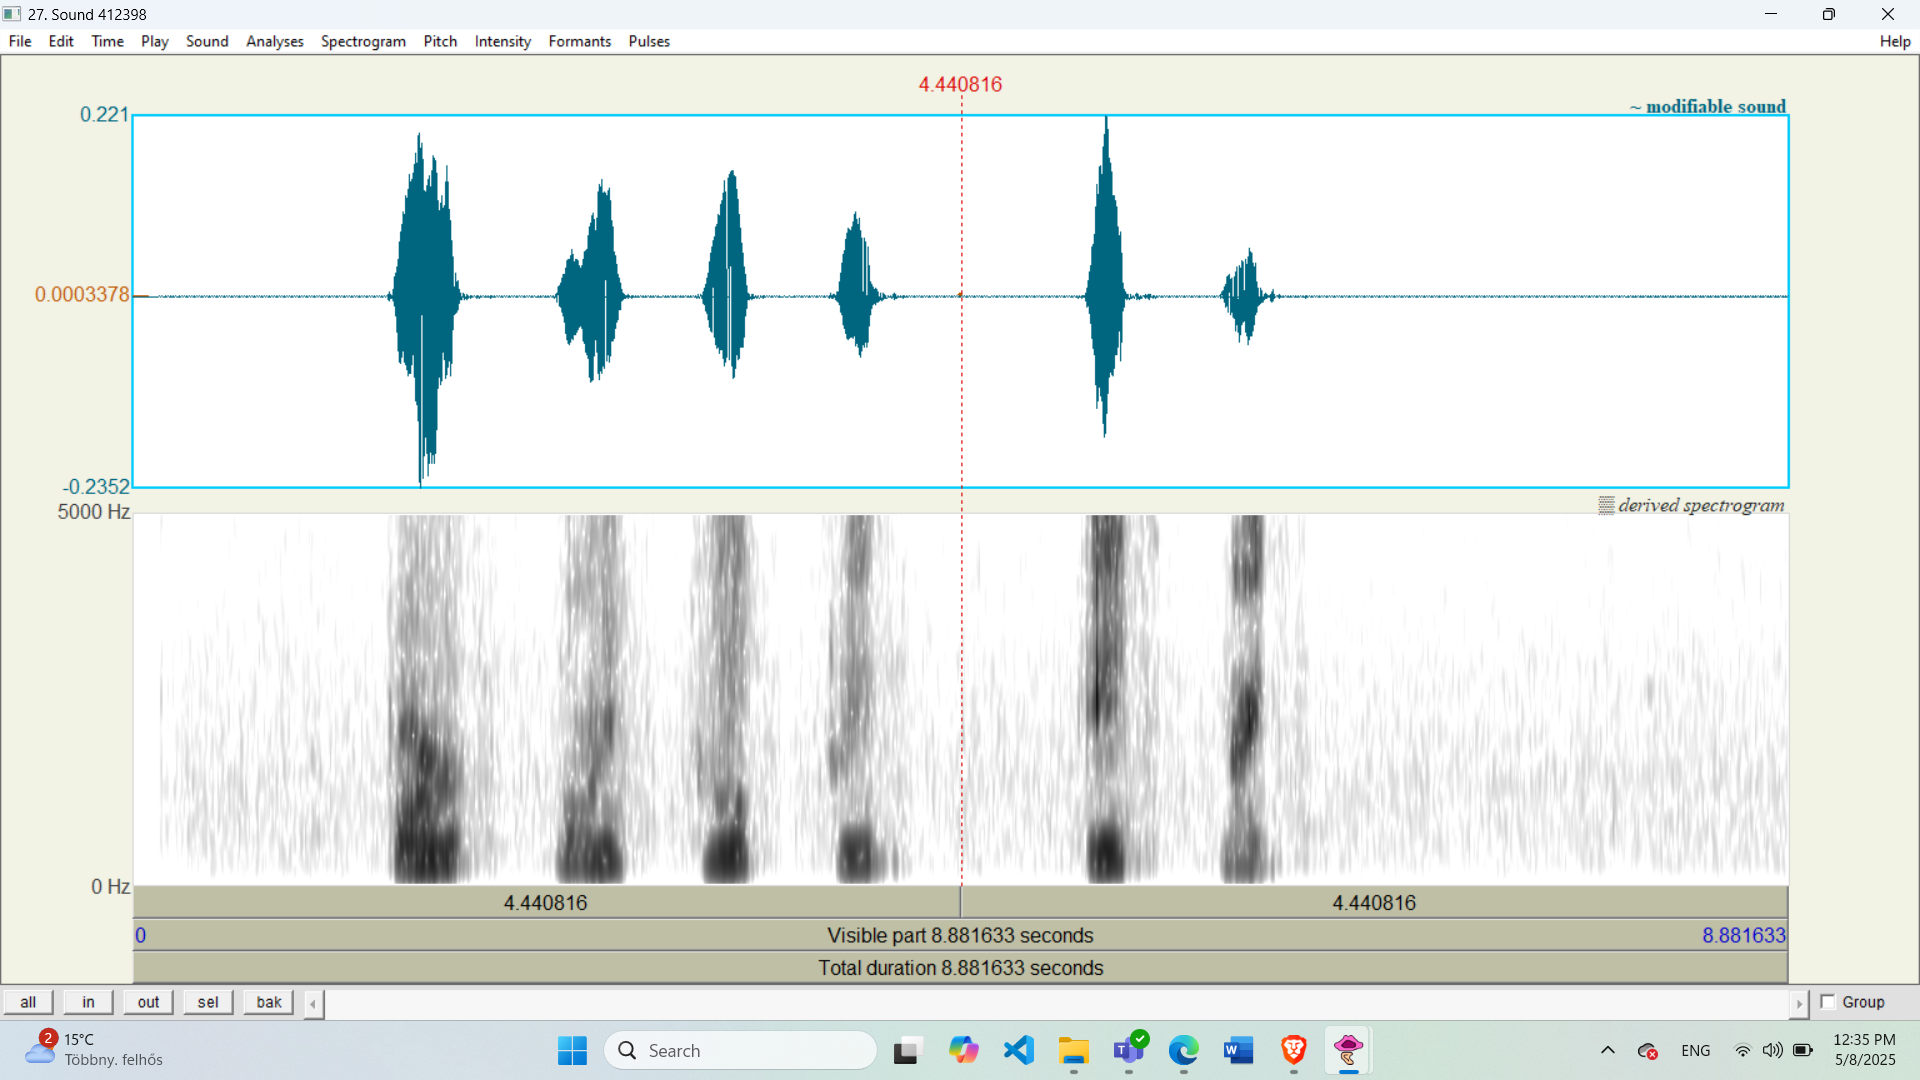 27. Sound 412398
File Edit Time Play Sound Analyses Spectrogram Pitch Intensity Formants Pulses Help
4.440816
0.221
~ modifiable sound
0.0003378
-0.2352
5000 Hz
derived spectrogram
0 Hz
4.440816 4.440816
0 Visible part 8.881633 seconds 8.881633
Total duration 8.881633 seconds
all in out sel bak Group
2 15°C
Többny. felhős
Search
ENG
12:35 PM
5/8/2025